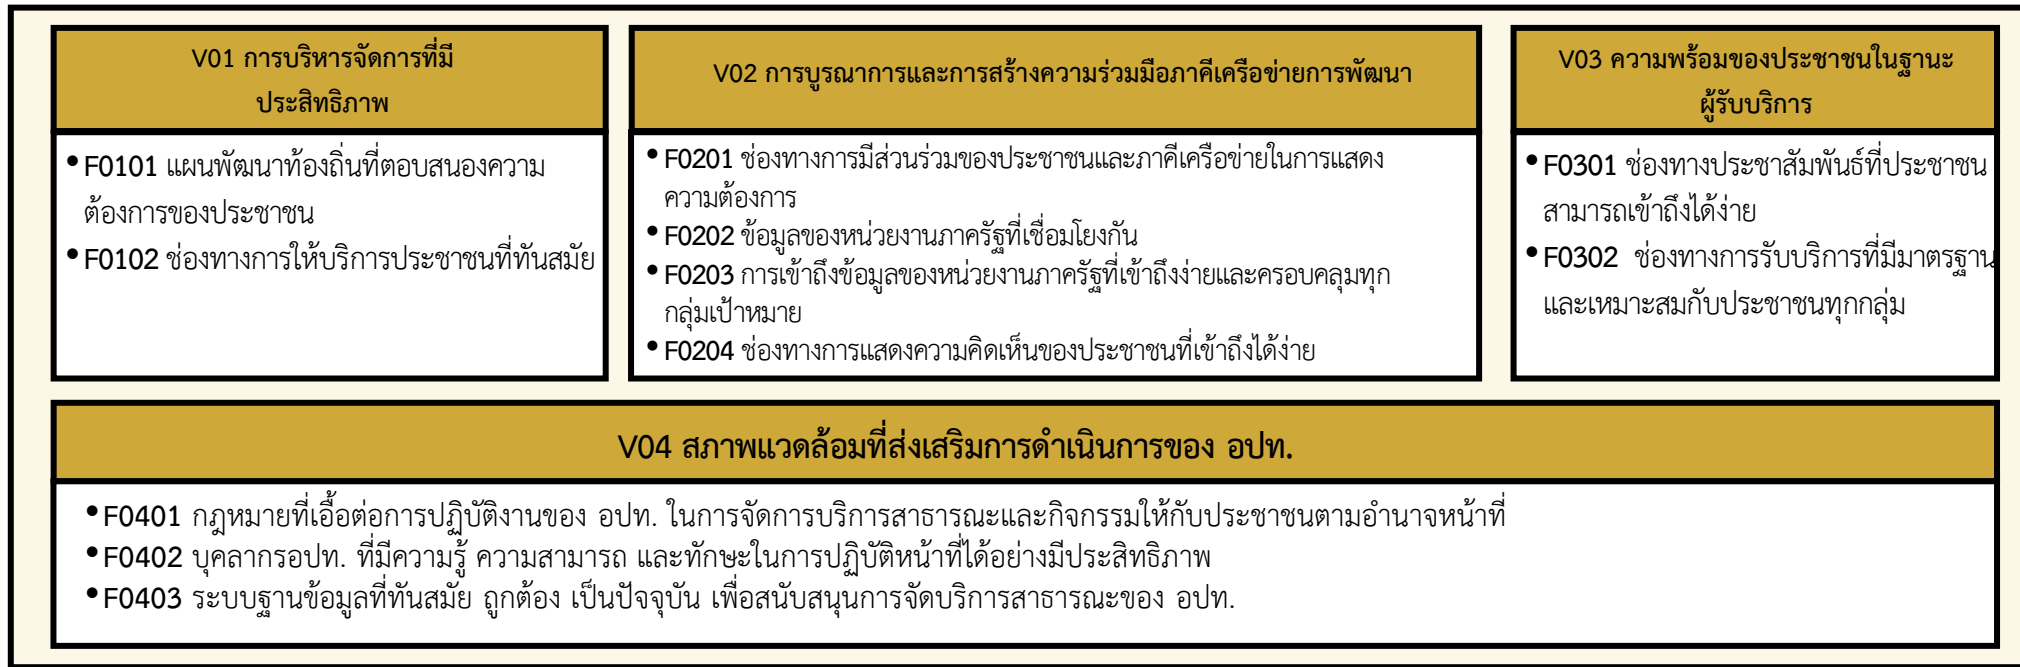 V01 การบริหารจัดการที่มี
ประสิทธิภาพ
• F0101 แผนพัฒนาท้องถิ่นที่ตอบสนองความ
ต้องการของประชาชน
• F0102 ช่องทางการให้บริการประชาชนที่ทันสมัย
V02 การบูรณาการและการสร้างความร่วมมือภาคีเครือข่ายการพัฒนา
• F0201 ช่องทางการมีส่วนร่วมของประชาชนและภาคีเครือข่ายในการแสดง
ความต้องการ
• F0202 ข้อมูลของหน่วยงานภาครัฐที่เชื่อมโยงกัน
• F0203 การเข้าถึงข้อมูลของหน่วยงานภาครัฐที่เข้าถึงง่ายและครอบคลุมทุก
กลุ่มเป้าหมาย
• F0204 ช่องทางการแสดงความคิดเห็นของประชาชนที่เข้าถึงได้ง่าย
V03 ความพร้อมของประชาชนในฐานะ
ผู้รับบริการ
• F0301 ช่องทางประชาสัมพันธ์ที่ประชาชน
สามารถเข้าถึงได้ง่าย
• F0302 ช่องทางการรับบริการที่มีมาตรฐาน
และเหมาะสมกับประชาชนทุกกลุ่ม
V04 สภาพแวดล้อมที่ส่งเสริมการดำเนินการของ อปท.
• F0401 กฎหมายที่เอื้อต่อการปฏิบัติงานของ อปท. ในการจัดการบริการสาธารณะและกิจกรรมให้กับประชาชนตามอำนาจหน้าที่
• F0402 บุคลากรอปท. ที่มีความรู้ ความสามารถ และทักษะในการปฏิบัติหน้าที่ได้อย่างมีประสิทธิภาพ
• F0403 ระบบฐานข้อมูลที่ทันสมัย ถูกต้อง เป็นปัจจุบัน เพื่อสนับสนุนการจัดบริการสาธารณะของ อปท.